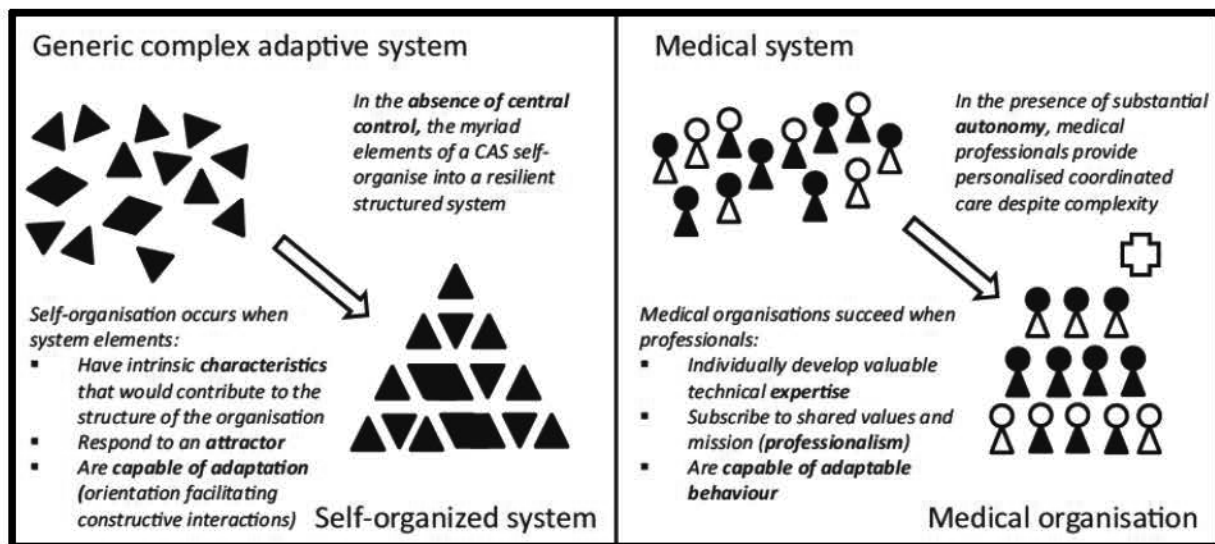 Generic complex adaptive system
In the absence of central
control, the myriad
elements of a CAS self-
organise into a resilient
structured system
Self-organisation occurs when
system elements:
▪ Have intrinsic characteristics
that would contribute to the
structure of the organisation
▪ Respond to an attractor
▪ Are capable of adaptation
(orientation facilitating
constructive interactions)
Self-organized system
Medical system
In the presence of substantial
autonomy, medical
professionals provide
personalised coordinated
care despite complexity
Medical organisations succeed when
professionals:
▪ Individually develop valuable
technical expertise
▪ Subscribe to shared values and
mission (professionalism)
▪ Are capable of adaptable
behaviour
Medical organisation